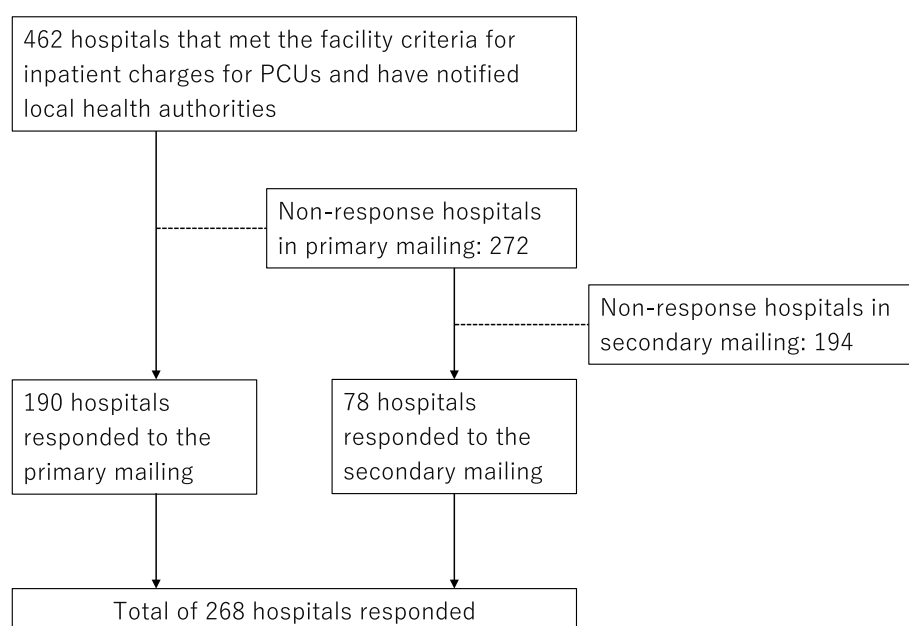 462 hospitals that met the facility criteria for
inpatient charges for PCUs and have notified
local health authorities
Non-response hospitals
in primary mailing: 272
Non-response hospitals in
secondary mailing: 194
190 hospitals
responded to the
primary mailing
78 hospitals
responded to the
secondary mailing
Total of 268 hospitals responded